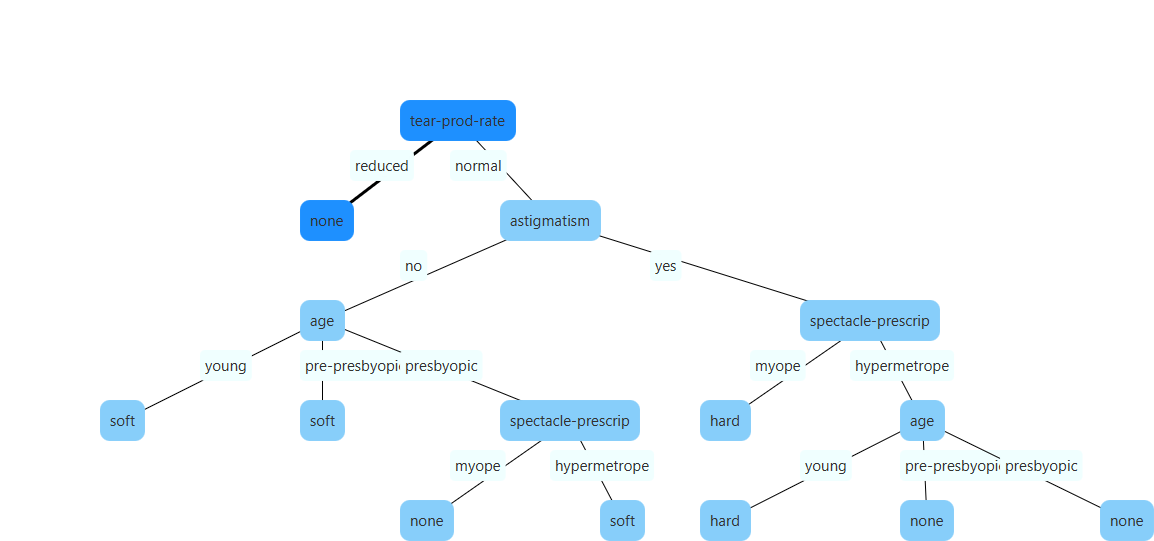 tear-prod-rate
reduced normal
none astigmatism
no yes
age spectacle-prescrip
young pre-presbyopi presbyopic myope hypermetrope
soft soft spectacle-prescrip hard age
myope hypermetrope young pre-presbyopi presbyopic
none soft hard none none